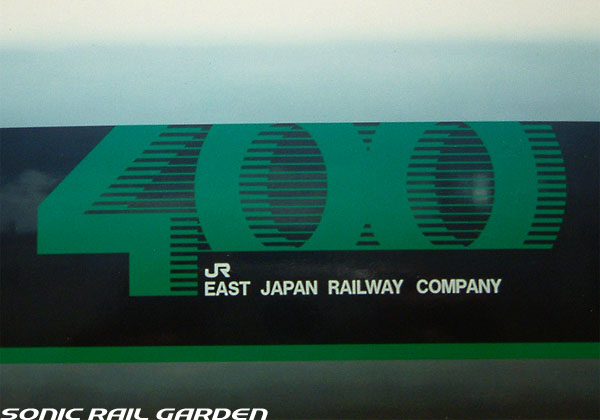 400
JR
EAST JAPAN RAILWAY COMPANY
SONIC RAIL GARDEN